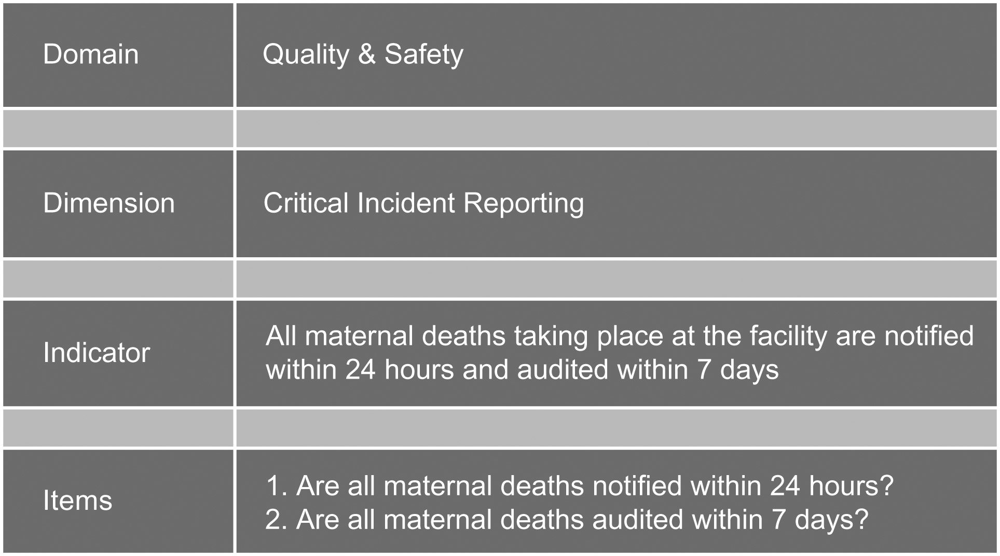 Domain
Quality & Safety
Dimension
Critical Incident Reporting
Indicator
All maternal deaths taking place at the facility are notified
within 24 hours and audited within 7 days
Items
1. Are all maternal deaths notified within 24 hours?
2. Are all maternal deaths audited within 7 days?